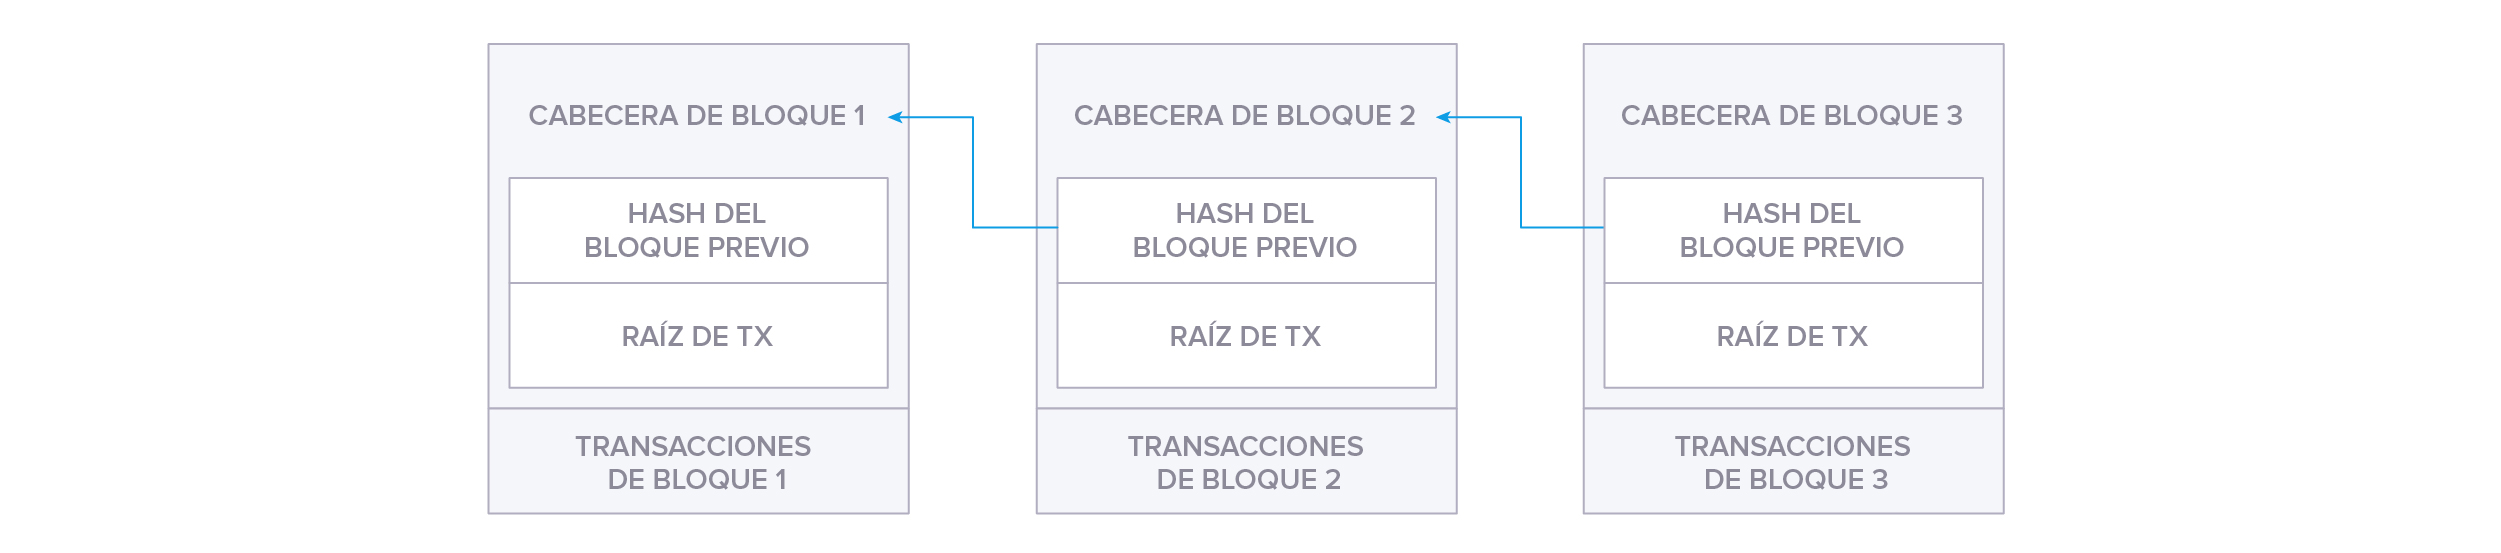 CABECERA DE BLOQUE 1
HASH DEL
BLOQUE PREVIO
RAÍZ DE TX
TRANSACCIONES
DE BLOQUE 1
CABECERA DE BLOQUE 2
HASH DEL
BLOQUE PREVIO
RAÍZ DE TX
TRANSACCIONES
DE BLOQUE 2
CABECERA DE BLOQUE 3
HASH DEL
BLOQUE PREVIO
RAÍZ DE TX
TRANSACCIONES
DE BLOQUE 3